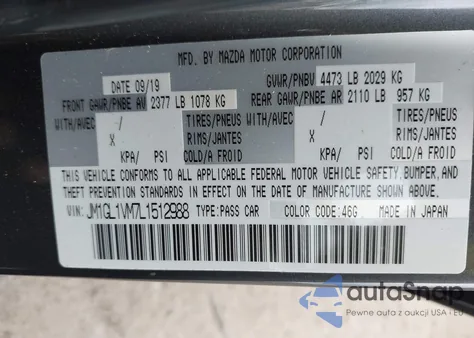 MFD. BY MAZDA MOTOR CORPORATION
DATE 09/19 GVWR/PNBV 4473 LB 2029 KG
FRONT GAWR/PNBE AV 2377 LB 1078 KG REAR GAWR/PNBE AR 2110 LB 957 KG
WITH/AVEC / TIRES/PNEUS WITH/AVEC / TIRES/PNEUS
X RIMS/JANTES X RIMS/JANTES
KPA/ PSI COLD/A FROID KPA/ PSI COLD/A FROID
THIS VEHICLE CONFORMS TO ALL APPLICABLE FEDERAL MOTOR VEHICLE SAFETY, BUMPER, AND
THEFT PREVENTION STANDARDS IN EFFECT ON THE DATE OF MANUFACTURE SHOWN ABOVE.
VIN: JM1GL1VM7L1512988 TYPE:PASS CAR COLOR CODE:46G MADE IN JAPAN
autoSnap
Pewne auta z aukcji USA - EU